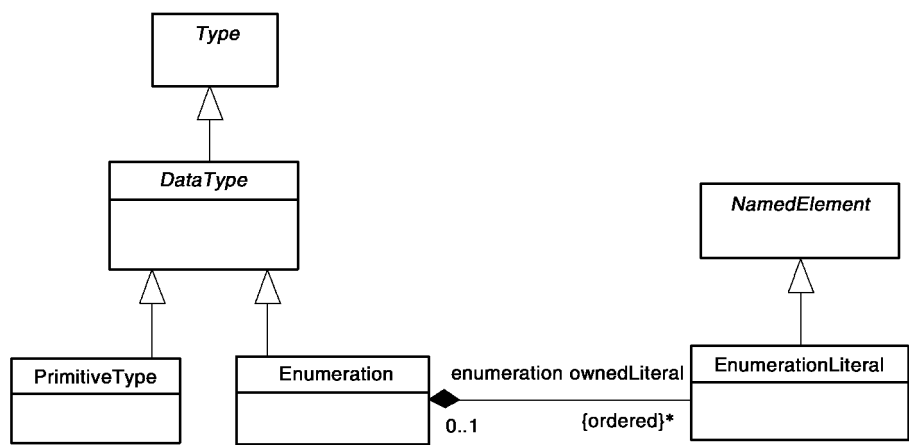 Type
DataType
NamedElement
PrimitiveType
Enumeration
enumeration ownedLiteral
EnumerationLiteral
0..1
{ordered}*